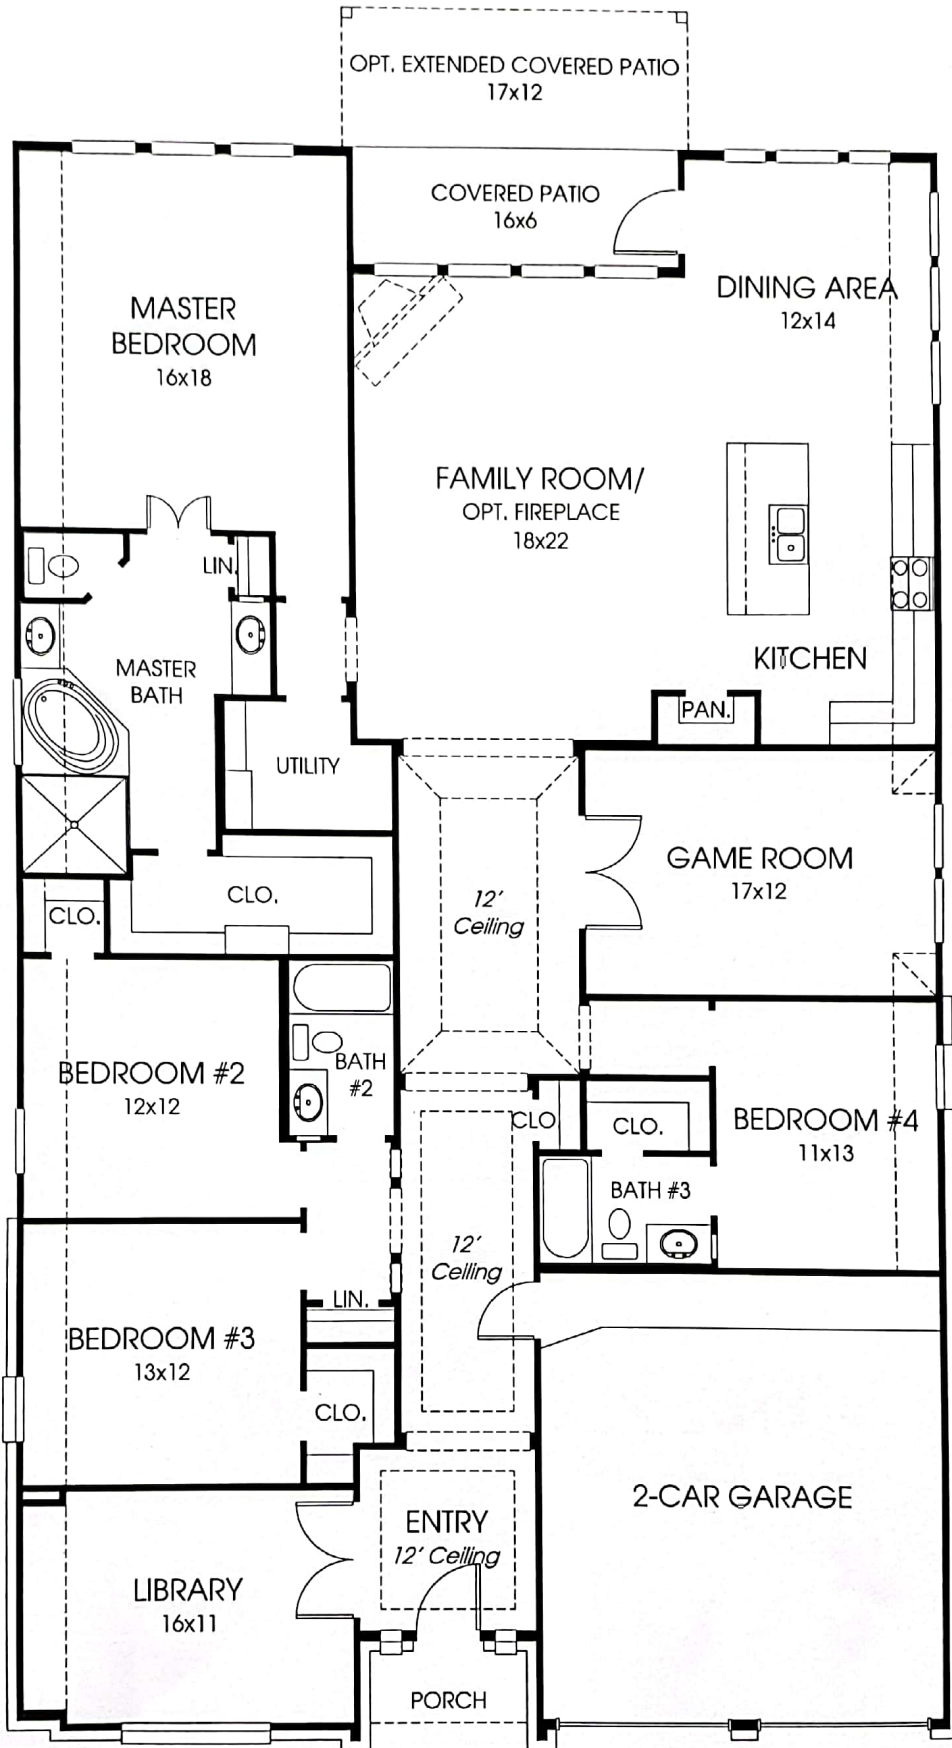 OPT. EXTENDED COVERED PATIO
17x12
COVERED PATIO
16x6
DINING AREA
12x14
MASTER
BEDROOM
16x18
FAMILY ROOM/
OPT. FIREPLACE
18x22
LIN.
MASTER
BATH
KITCHEN
PAN.
UTILITY
GAME ROOM
17x12
CLO.
CLO.
12'
Ceiling
BEDROOM #2
12x12
BATH
#2
CLO
CLO.
BEDROOM #4
11x13
BATH #3
12'
Ceiling
LIN.
BEDROOM #3
13x12
CLO.
2-CAR GARAGE
ENTRY
12' Ceiling
LIBRARY
16x11
PORCH